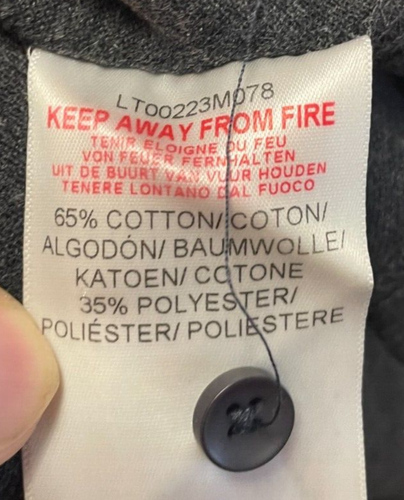 LT00223M078
KEEP AWAY FROM FIRE
TENIR ELOIGNE DU FEU
VON FEUER FERNHALTEN
UIT DE BUURT VAN VUUR HOUDEN
TENERE LONTANO DAL FUOCO
65% COTTON/ COTON/
ALGODÓN/ BAUMWOLLE/
KATOEN/ COTONE
35% POLYESTER/
POLIÉSTER/ POLIESTERE